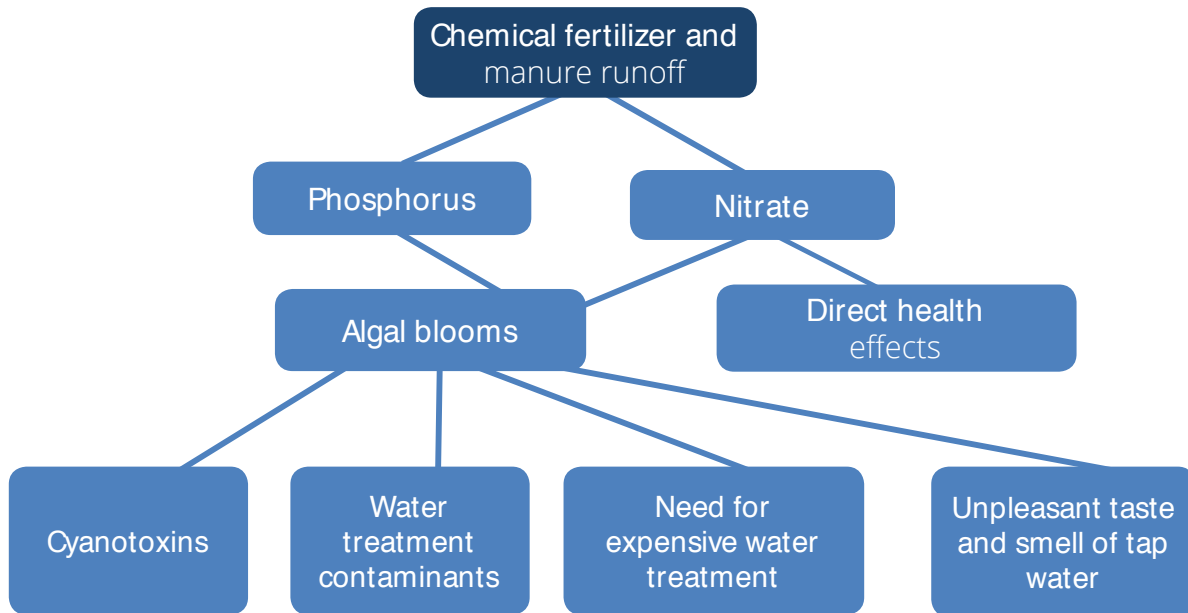 Chemical fertilizer and
manure runoff
Phosphorus
Nitrate
Algal blooms
Direct health
effects
Cyanotoxins
Water
treatment
contaminants
Need for
expensive water
treatment
Unpleasant taste
and smell of tap
water